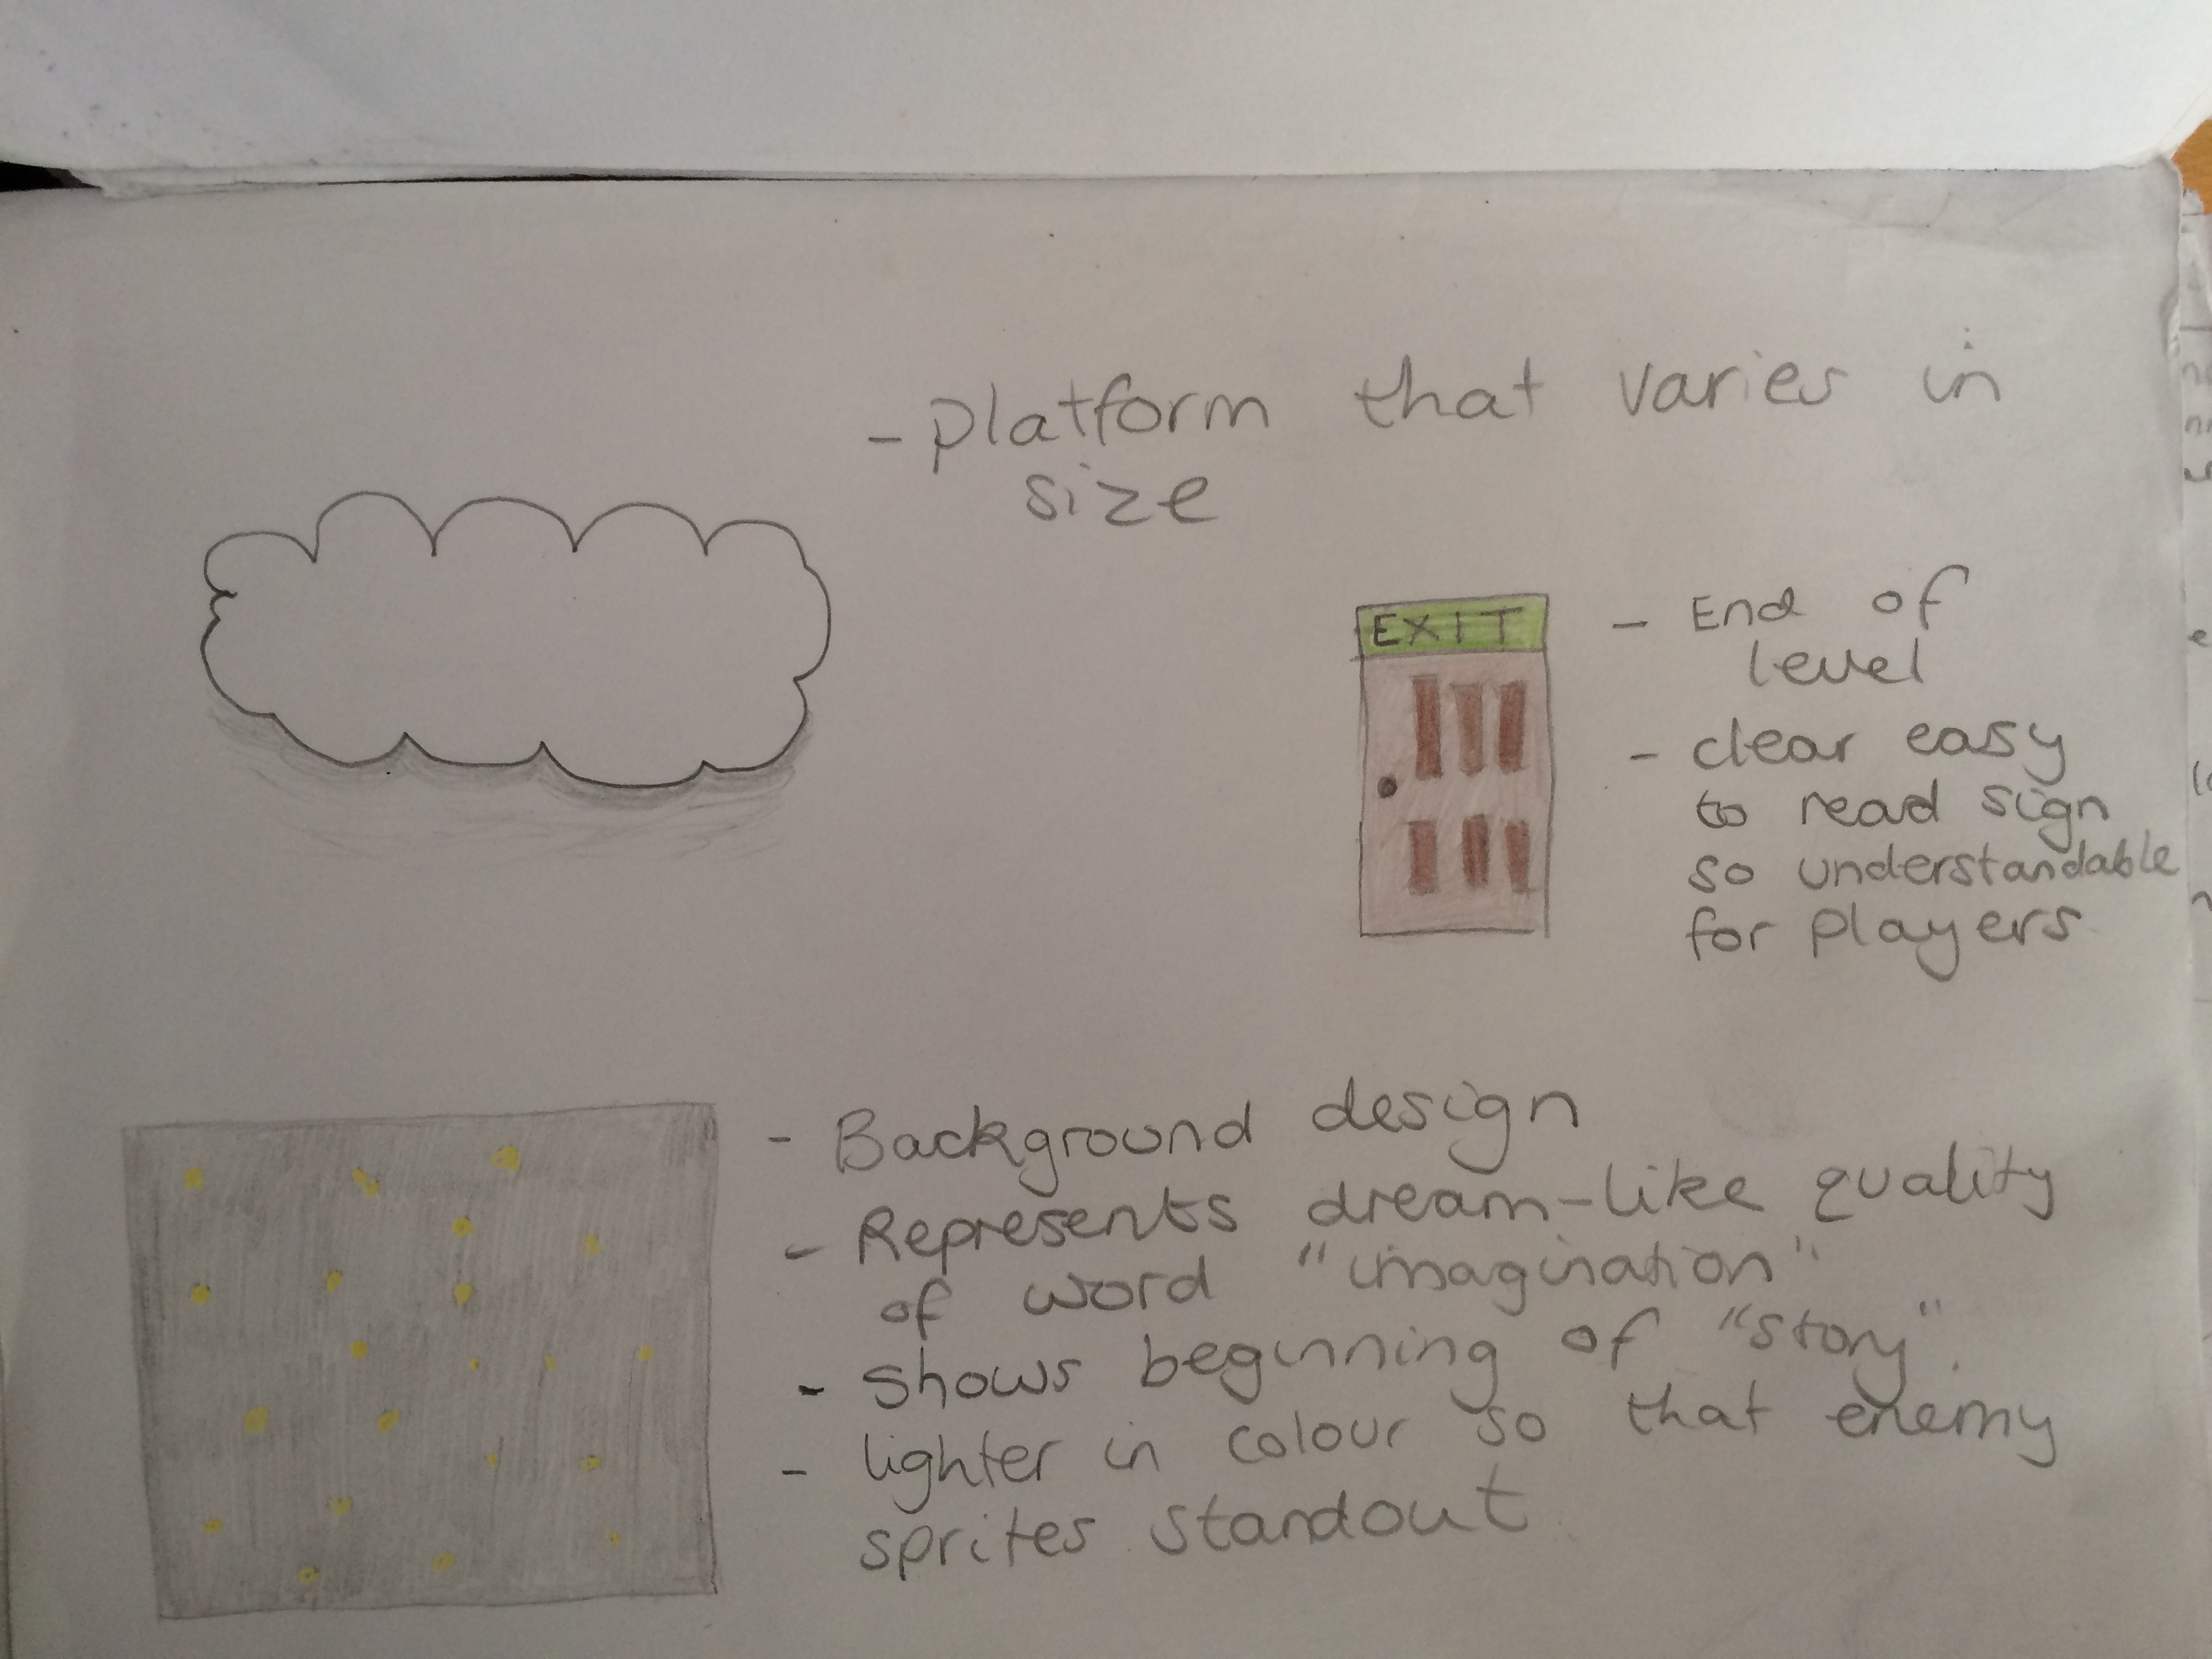 -platform that varies in
size
EXIT
- End of
level
- clear easy
to read sign
so understandable
for players
- Background design
- Represents dream-like quality
of word "imagination".
- shows beginning of "story".
- lighter in colour so that enemy
sprites standout